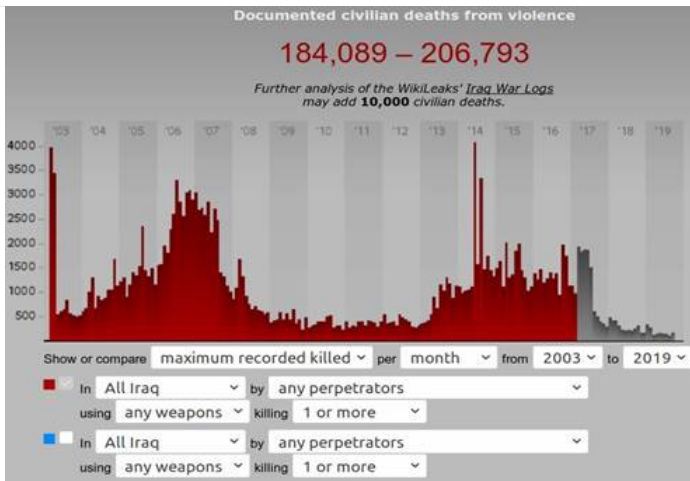 Documented civilian deaths from violence
184,089 – 206,793
Further analysis of the WikiLeaks' Iraq War Logs
may add 10,000 civilian deaths.
'03 '04 '05 '06 '07 '08 '09 '10 '11 '12 '13 '14 '15 '16 '17 '18 '19
4000
3500
3000
2500
2000
1500
1000
500
Show or compare maximum recorded killed per month from 2003 to 2019
In All Iraq by any perpetrators
using any weapons killing 1 or more
In All Iraq by any perpetrators
using any weapons killing 1 or more